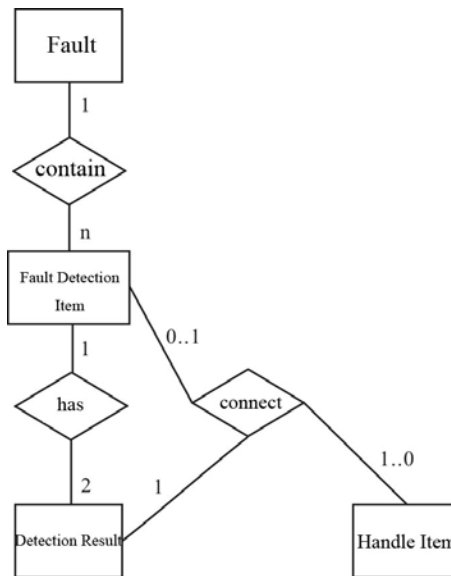 Fault
1
contain
n
Fault Detection
Item
1
0..1
has
connect
2
1
1..0
Detection Result
Handle Item